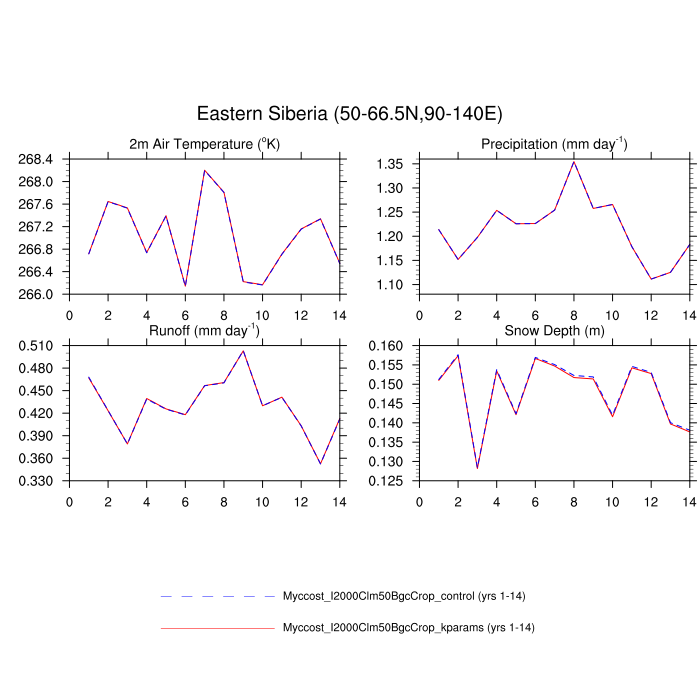 Eastern Siberia (50-66.5N,90-140E)
2m Air Temperature (°K)
268.4
268.0
267.6
267.2
266.8
266.4
266.0
0 2 4 6 8 10 12 14
Precipitation (mm day⁻¹)
1.35
1.30
1.25
1.20
1.15
1.10
0 2 4 6 8 10 12 14
Runoff (mm day⁻¹)
0.510
0.480
0.450
0.420
0.390
0.360
0.330
0 2 4 6 8 10 12 14
Snow Depth (m)
0.160
0.155
0.150
0.145
0.140
0.135
0.130
0.125
0 2 4 6 8 10 12 14
Myccost_I2000Clm50BgcCrop_control (yrs 1-14)
Myccost_I2000Clm50BgcCrop_kparams (yrs 1-14)